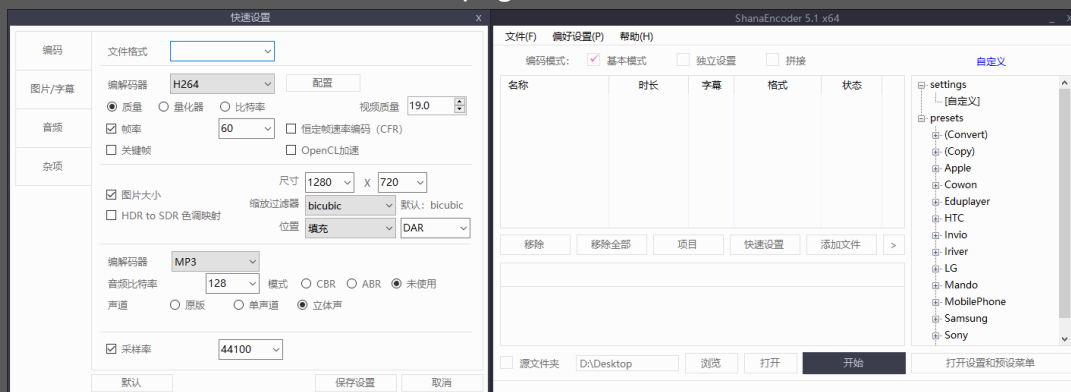 快速设置
x
编码
图片/字幕
音频
杂项
文件格式
编解码器 H264 配置
质量 量化器 比特率 视频质量 19.0
帧率 60 恒定帧速率编码 (CFR)
关键帧 OpenCL加速
尺寸 1280 x 720
图片大小
缩放过滤器 bicubic 默认: bicubic
HDR to SDR 色调映射
位置 填充 DAR
编解码器 MP3
音频比特率 128 模式 CBR ABR 未使用
声道 原版 单声道 立体声
采样率 44100
默认 保存设置 取消
ShanaEncoder 5.1 x64
_ x
文件(F) 偏好设置(P) 帮助(H)
编码模式: 基本模式 独立设置 拼接 自定义
名称 时长 字幕 格式 状态
settings
[自定义]
presets
(Convert)
(Copy)
Apple
Cowon
Eduplayer
HTC
Invio
Iriver
LG
Mando
MobilePhone
Samsung
Sony
移除 移除全部 项目 快速设置 添加文件 >
源文件夹 D:\Desktop 浏览 打开 开始 打开设置和预设菜单